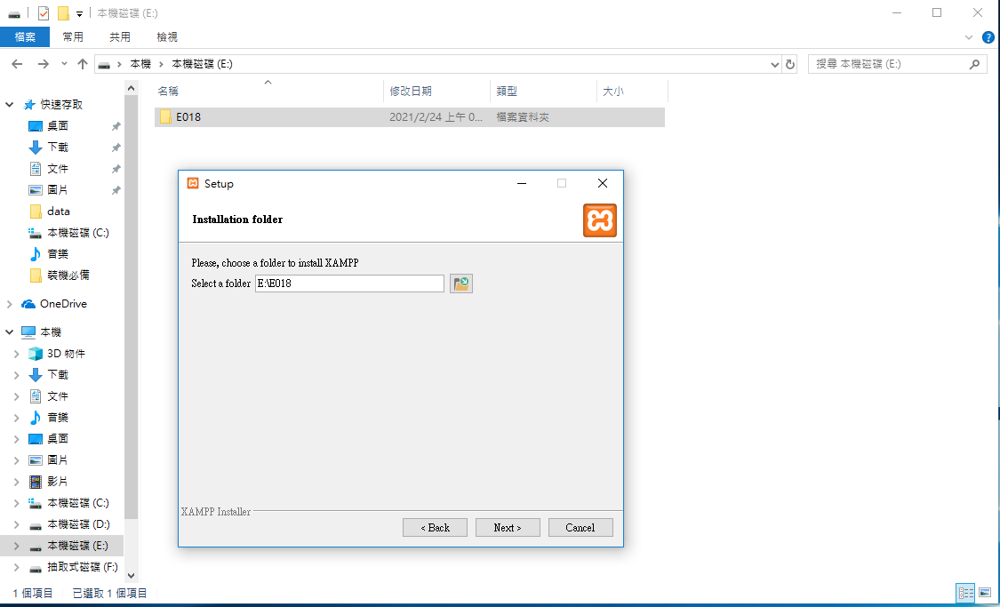 本機磁碟 (E:)
檔案 常用 共用 檢視
本機 本機磁碟 (E:)
搜尋 本機磁碟 (E:)
名稱 修改日期 類型 大小
E018 2021/2/24 上午 0... 檔案資料夾
快速存取
桌面
下載
文件
圖片
data
本機磁碟 (C:)
音樂
裝機必備
OneDrive
本機
3D 物件
下載
文件
音樂
桌面
圖片
影片
本機磁碟 (C:)
本機磁碟 (D:)
本機磁碟 (E:)
抽取式磁碟 (F:)
1 個項目 已選取 1 個項目
Setup
Installation folder
Please, choose a folder to install XAMPP
Select a folder E:\E018
XAMPP Installer
< Back Next > Cancel